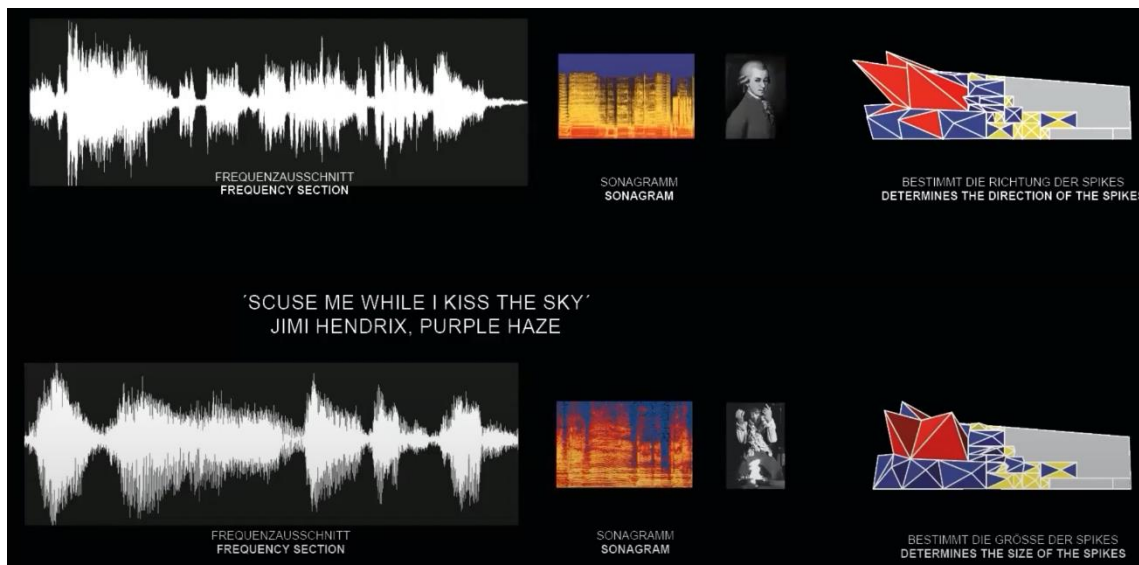 FREQUENZAUSSCHNITT
FREQUENCY SECTION
SONAGRAMM
SONAGRAM
BESTIMMT DIE RICHTUNG DER SPIKES
DETERMINES THE DIRECTION OF THE SPIKES
´SCUSE ME WHILE I KISS THE SKY´
JIMI HENDRIX, PURPLE HAZE
FREQUENZAUSSCHNITT
FREQUENCY SECTION
SONAGRAMM
SONAGRAM
BESTIMMT DIE GRÖSSE DER SPIKES
DETERMINES THE SIZE OF THE SPIKES